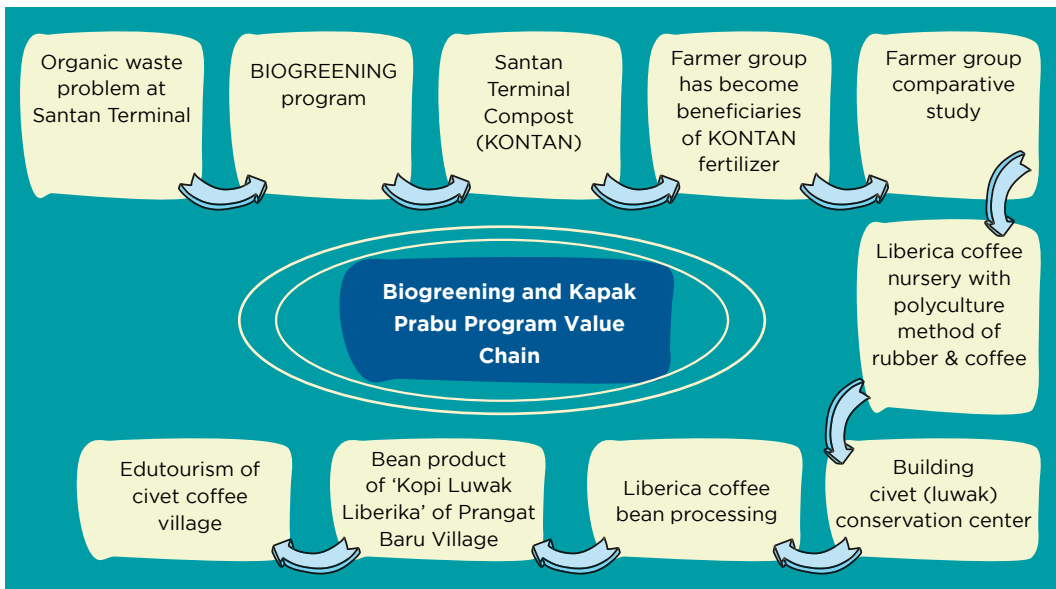 Organic waste
problem at
Santan Terminal
BIOGREENING
program
Santan
Terminal
Compost
(KONTAN)
Farmer group
has become
beneficiaries
of KONTAN
fertilizer
Farmer group
comparative
study
Liberica coffee
nursery with
polyculture
method of
rubber & coffee
Building
civet (luwak)
conservation center
Liberica coffee
bean processing
Bean product
of ‘Kopi Luwak
Liberika’ of Prangat
Baru Village
Edutourism of
civet coffee
village
Biogreening and Kapak
Prabu Program Value
Chain